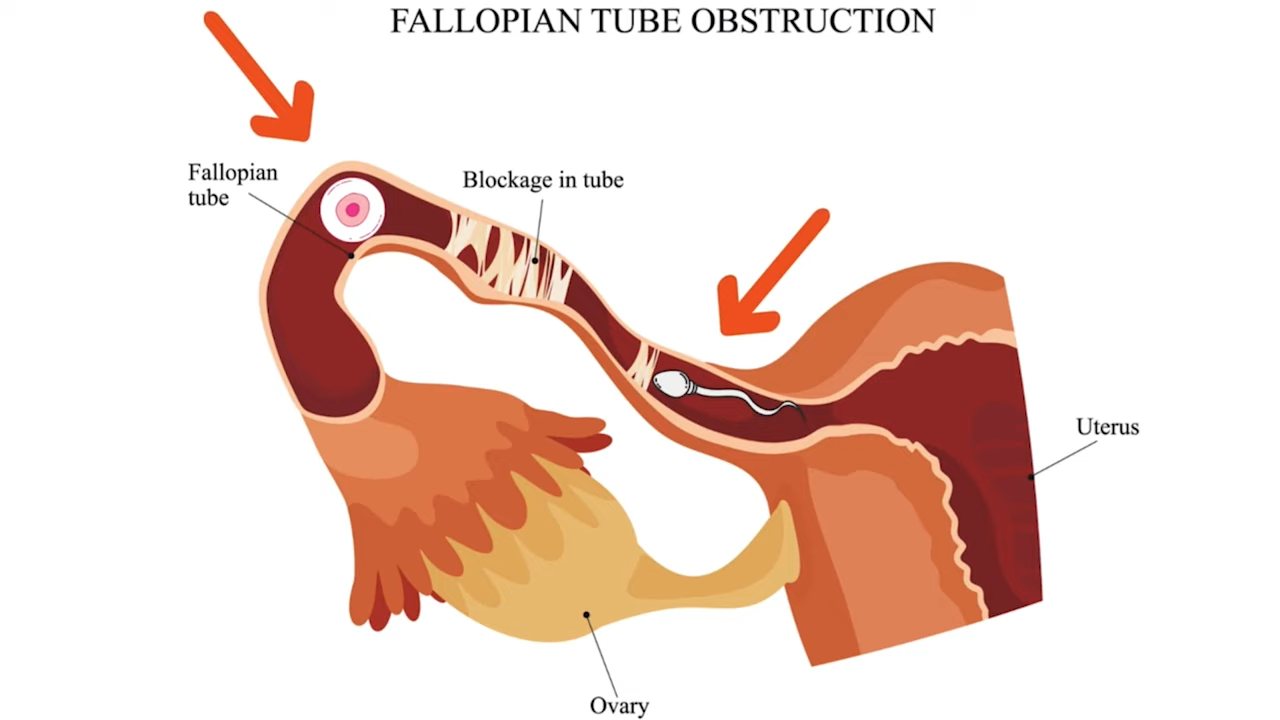 FALLOPIAN TUBE OBSTRUCTION
Fallopian
tube
Blockage in tube
Uterus
Ovary